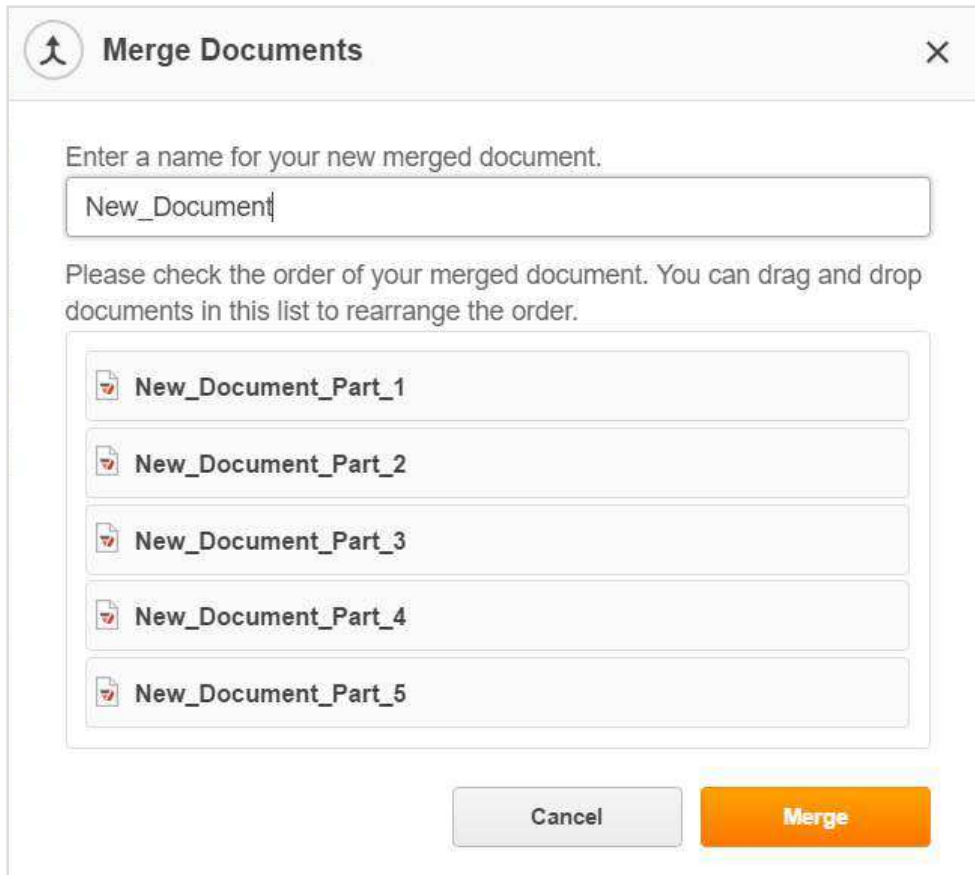 Merge Documents
Enter a name for your new merged document.
New_Document
Please check the order of your merged document. You can drag and drop
documents in this list to rearrange the order.
New_Document_Part_1
New_Document_Part_2
New_Document_Part_3
New_Document_Part_4
New_Document_Part_5
Cancel Merge